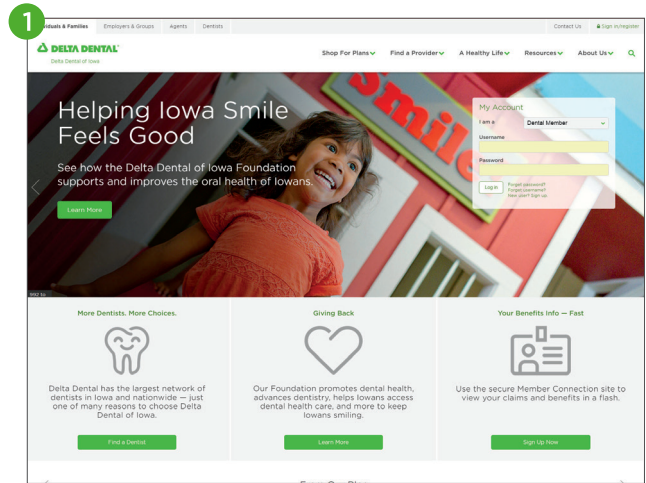 1
Individuals & Families Employers & Groups Agents Dentists Contact Us Sign in/register
DELTA DENTAL®
Delta Dental of Iowa
Shop For Plans Find a Provider A Healthy Life Resources About Us
Smile
Helping Iowa Smile
Feels Good
See how the Delta Dental of Iowa Foundation
supports and improves the oral health of Iowans.
Learn More
My Account
I am a Dental Member
Username
Password
Log in
Forgot password?
Forgot username?
New user? Sign up.
More Dentists. More Choices.
Delta Dental has the largest network of
dentists in Iowa and nationwide — just
one of many reasons to choose Delta
Dental of Iowa.
Find a Dentist
Giving Back
Our Foundation promotes dental health,
advances dentistry, helps Iowans access
dental health care, and more to keep
Iowans smiling.
Learn More
Your Benefits Info — Fast
Use the secure Member Connection site to
view your claims and benefits in a flash.
Sign Up Now